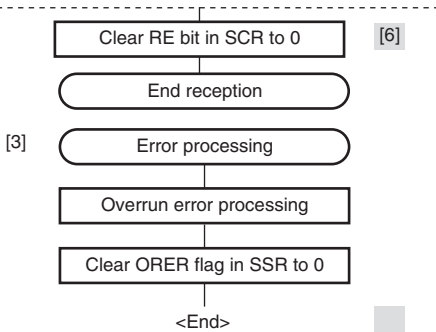 Clear RE bit in SCR to 0 [6]
End reception
[3] Error processing
Overrun error processing
Clear ORER flag in SSR to 0
<End>